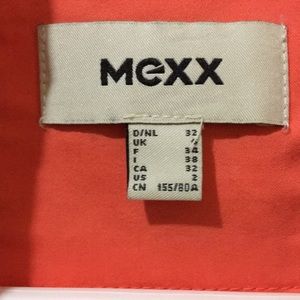 mexx
D/NL 32
UK 4
F 34
I 38
CA 32
US 2
CN 155/80A